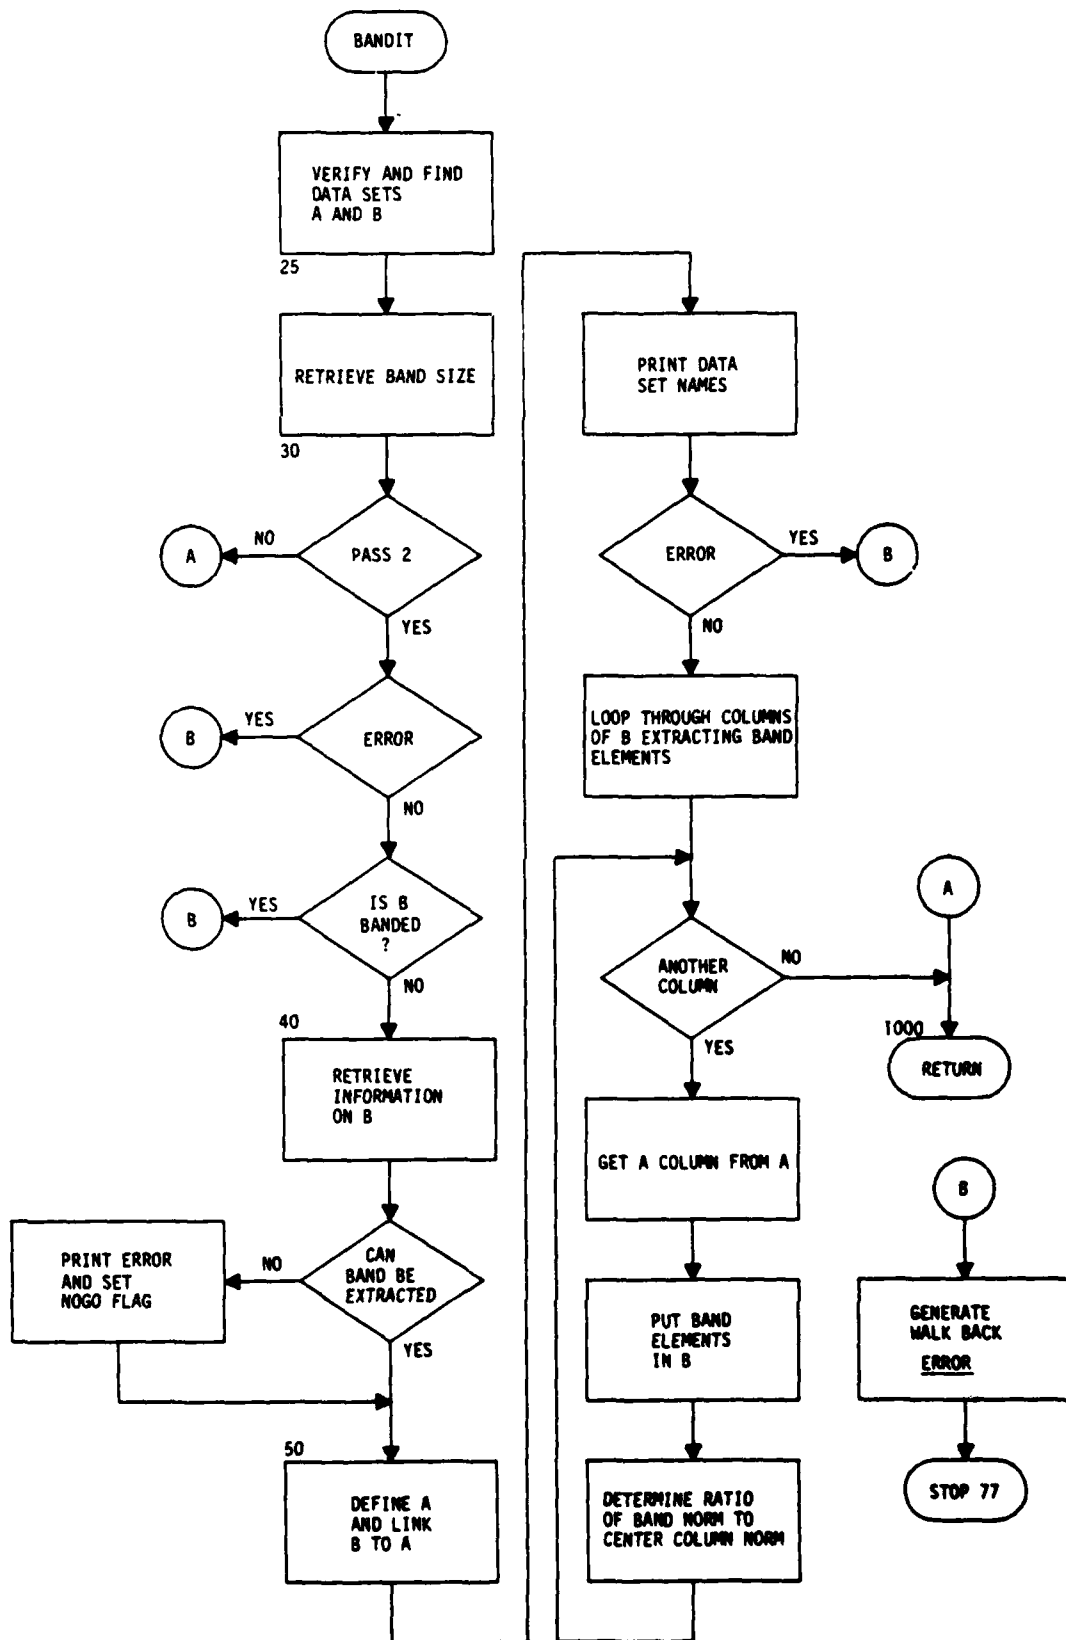 BANDIT
VERIFY AND FIND
DATA SETS
A AND B
25
RETRIEVE BAND SIZE
30
PASS 2
NO
A
YES
ERROR
YES
B
NO
IS B
BANDED
?
YES
B
NO
40
RETRIEVE
INFORMATION
ON B
CAN
BAND BE
EXTRACTED
NO
PRINT ERROR
AND SET
NOGO FLAG
YES
50
DEFINE A
AND LINK
B TO A
PRINT DATA
SET NAMES
ERROR
YES
B
NO
LOOP THROUGH COLUMNS
OF B EXTRACTING BAND
ELEMENTS
ANOTHER
COLUMN
NO
YES
GET A COLUMN FROM A
PUT BAND
ELEMENTS
IN B
DETERMINE RATIO
OF BAND NORM TO
CENTER COLUMN NORM
A
1000
RETURN
B
GENERATE
WALK BACK
ERROR
STOP 77